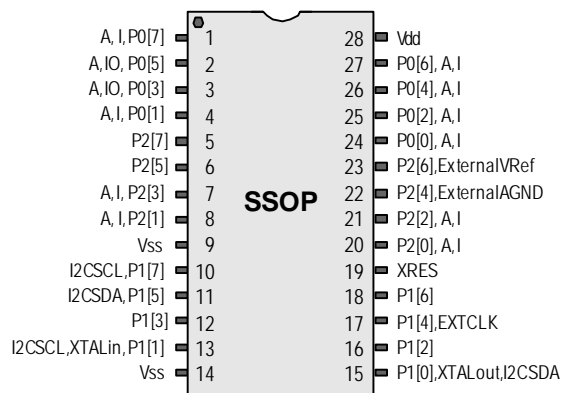 A, I, P0[7] 1 28 Vdd
A, IO, P0[5] 2 27 P0[6], A, I
A, IO, P0[3] 3 26 P0[4], A, I
A, I, P0[1] 4 25 P0[2], A, I
P2[7] 5 24 P0[0], A, I
P2[5] 6 23 P2[6], External VRef
A, I, P2[3] 7 SSOP 22 P2[4], External AGND
A, I, P2[1] 8 21 P2[2], A, I
Vss 9 20 P2[0], A, I
I2CSCL, P1[7] 10 19 XRES
I2CSDA, P1[5] 11 18 P1[6]
P1[3] 12 17 P1[4], EXTCLK
I2CSCL, XTALin, P1[1] 13 16 P1[2]
Vss 14 15 P1[0], XTALout, I2CSDA